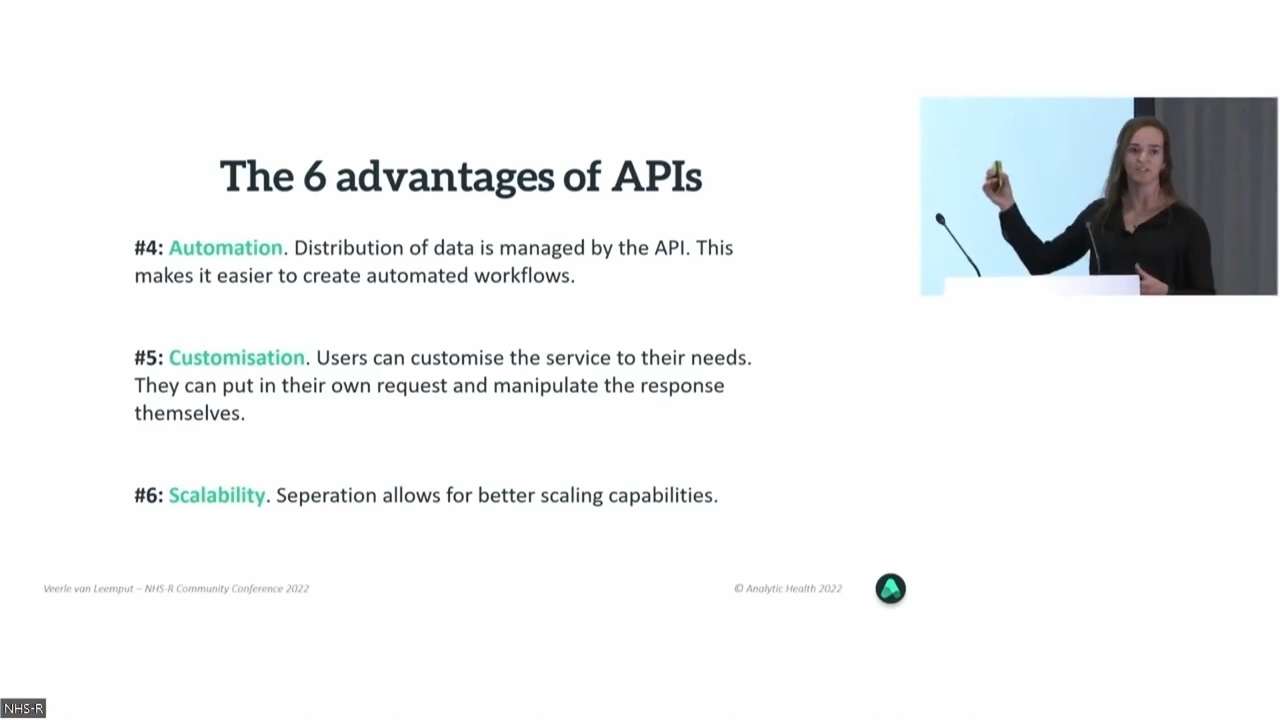 The 6 advantages of APIs
#4: Automation. Distribution of data is managed by the API. This
makes it easier to create automated workflows.
#5: Customisation. Users can customise the service to their needs.
They can put in their own request and manipulate the response
themselves.
#6: Scalability. Seperation allows for better scaling capabilities.
Veerle van Leemput – NHS-R Community Conference 2022
© Analytic Health 2022
NHS-R